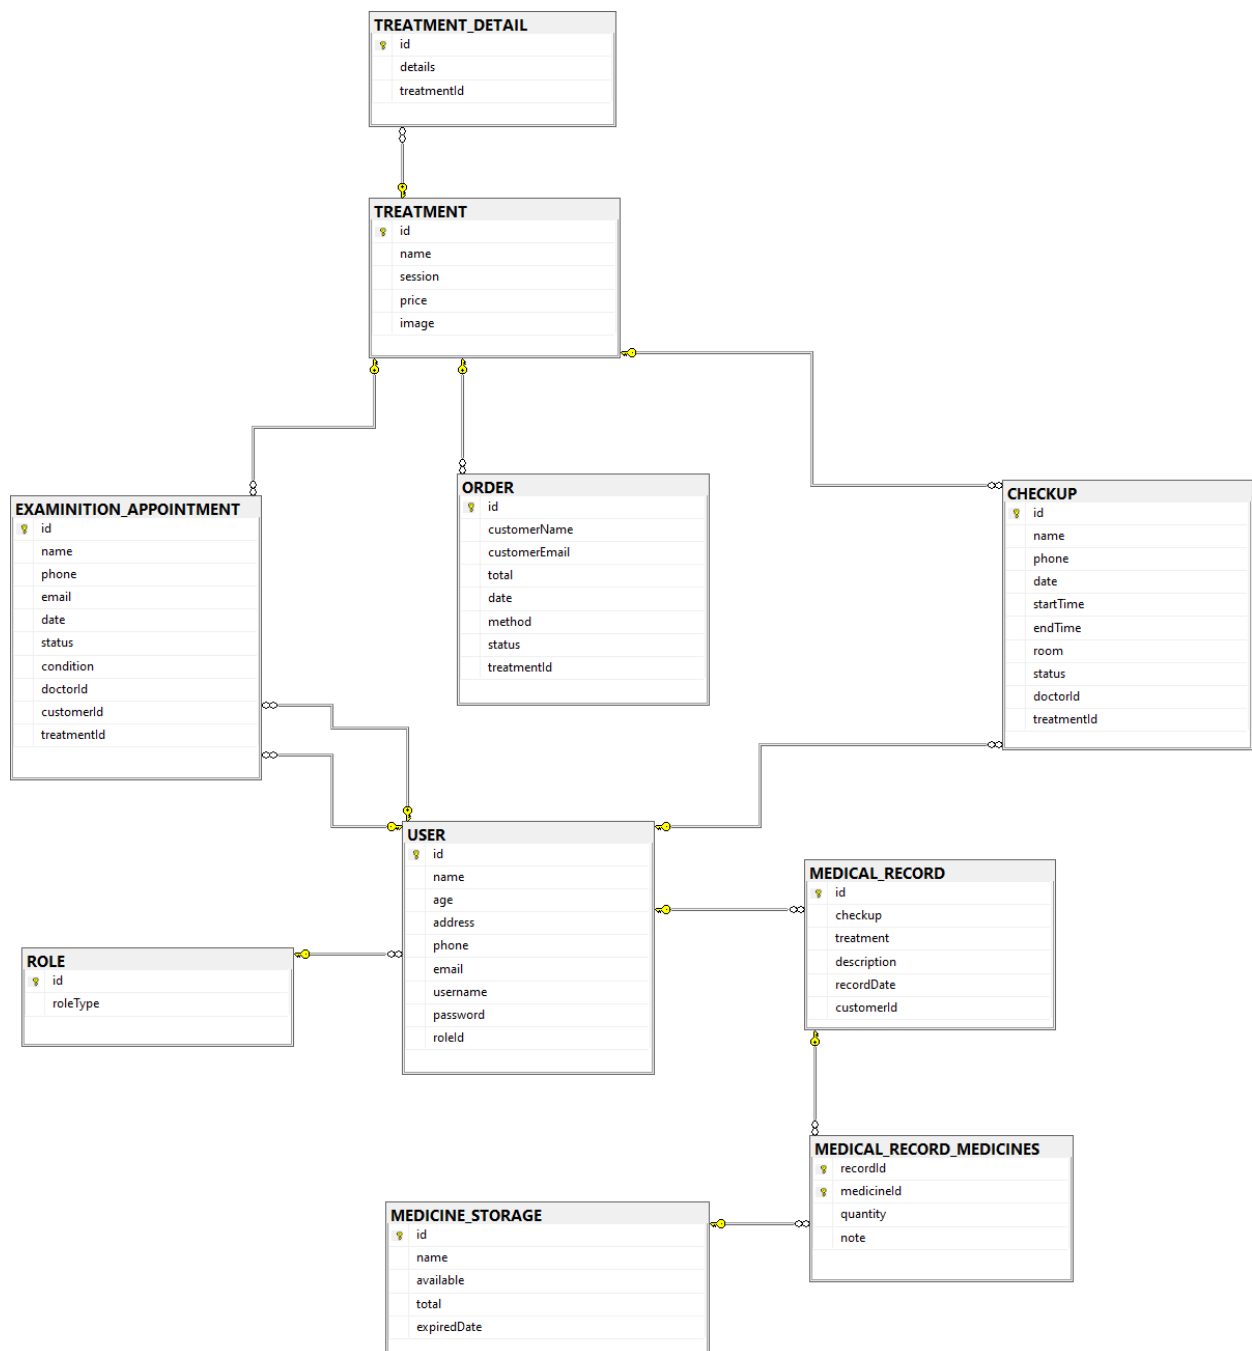 TREATMENT_DETAIL
id
details
treatmentId
TREATMENT
id
name
session
price
image
EXAMINITION_APPOINTMENT
id
name
phone
email
date
status
condition
doctorId
customerId
treatmentId
ORDER
id
customerName
customerEmail
total
date
method
status
treatmentId
CHECKUP
id
name
phone
date
startTime
endTime
room
status
doctorId
treatmentId
USER
id
name
age
address
phone
email
username
password
roleId
ROLE
id
roleType
MEDICAL_RECORD
id
checkup
treatment
description
recordDate
customerId
MEDICAL_RECORD_MEDICINES
recordId
medicineId
quantity
note
MEDICINE_STORAGE
id
name
available
total
expiredDate